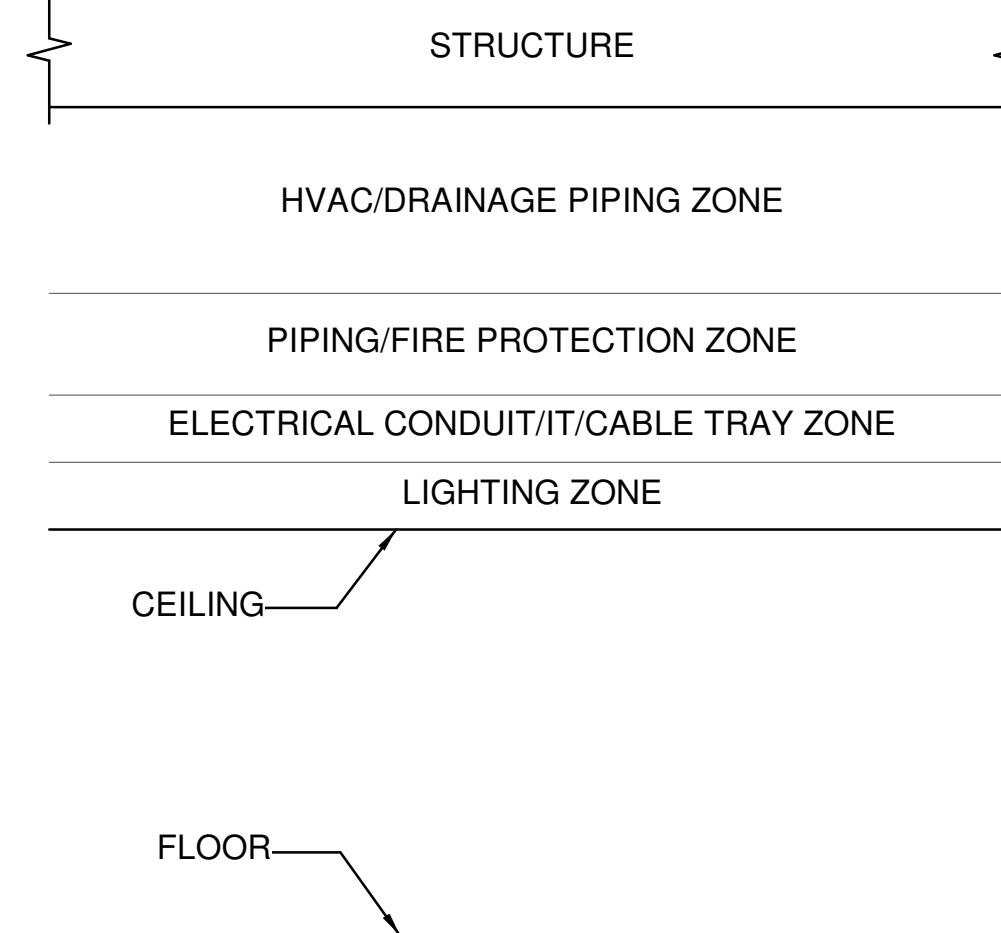 STRUCTURE
HVAC/DRAINAGE PIPING ZONE
PIPING/FIRE PROTECTION ZONE
ELECTRICAL CONDUIT/IT/CABLE TRAY ZONE
LIGHTING ZONE
CEILING
FLOOR